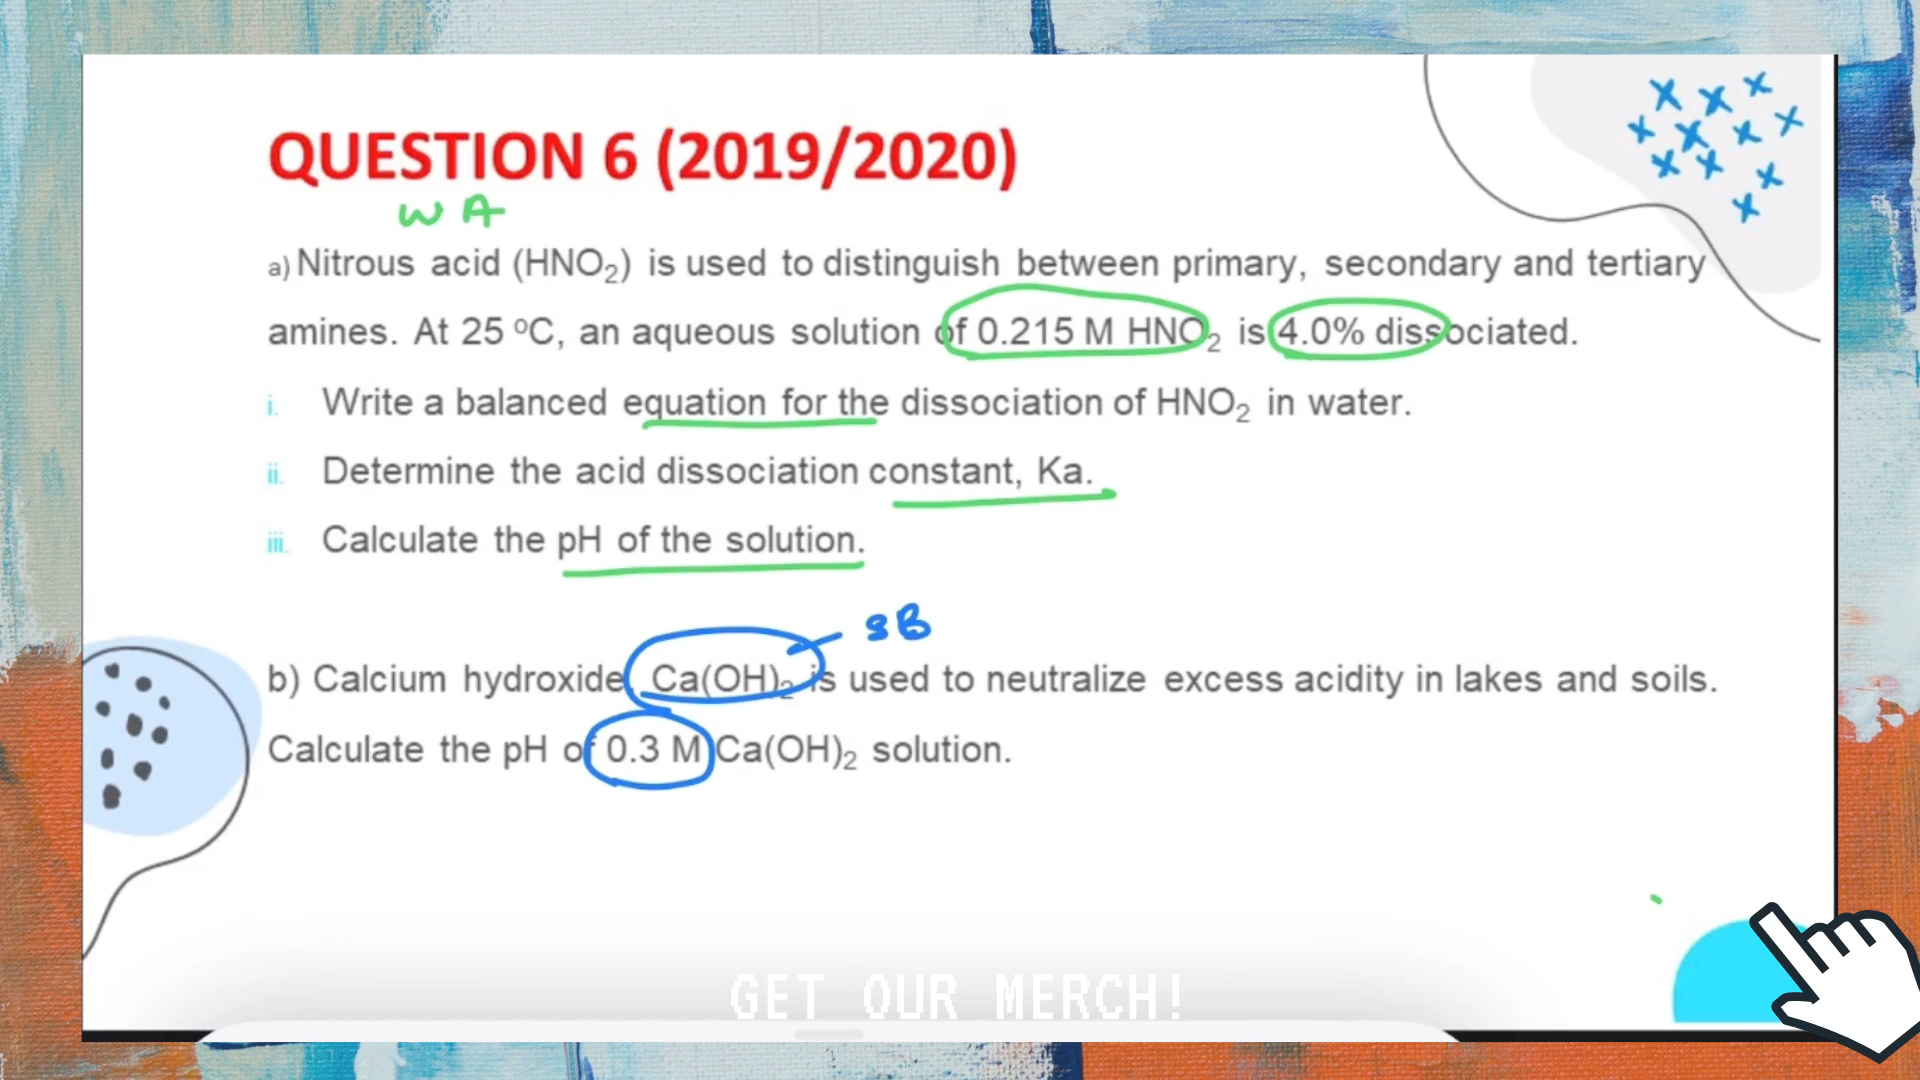 QUESTION 6 (2019/2020)
W A
a) Nitrous acid (HNO₂) is used to distinguish between primary, secondary and tertiary
amines. At 25 ºC, an aqueous solution of 0.215 M HNO₂ is 4.0% dissociated.
i. Write a balanced equation for the dissociation of HNO₂ in water.
ii. Determine the acid dissociation constant, Ka.
iii. Calculate the pH of the solution.
SB
b) Calcium hydroxide, Ca(OH)₂ is used to neutralize excess acidity in lakes and soils.
Calculate the pH of 0.3 M Ca(OH)₂ solution.
GET OUR MERCH!